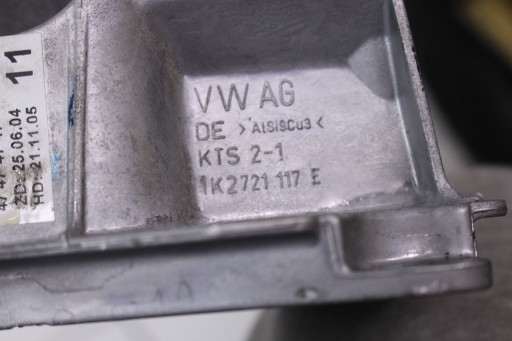 VW AG
DE >AlSi9Cu3<
KTS 2-1
1K2721 117 E
11
ZD: 25.06.04
HD: 21.11.05